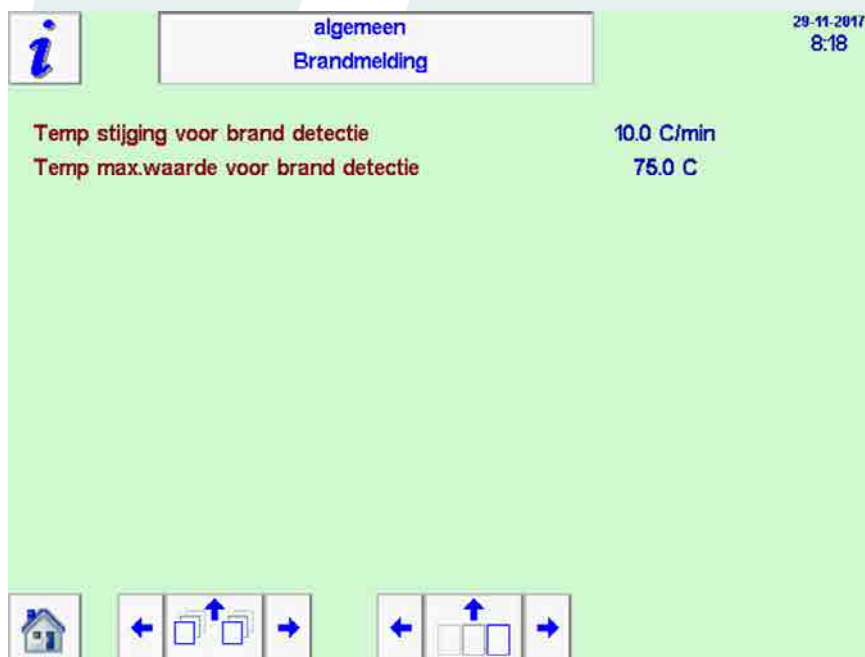 i
algemeen
Brandmelding
29-11-2017
8:18
Temp stijging voor brand detectie 10.0 C/min
Temp max.waarde voor brand detectie 75.0 C